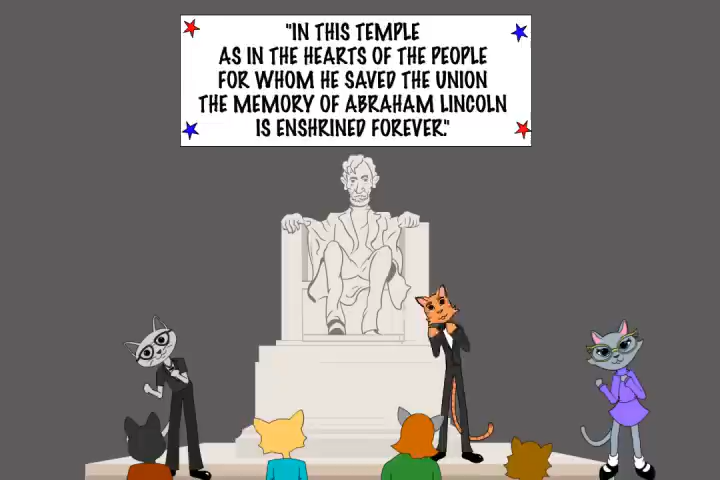 "IN THIS TEMPLE
AS IN THE HEARTS OF THE PEOPLE
FOR WHOM HE SAVED THE UNION
THE MEMORY OF ABRAHAM LINCOLN
IS ENSHRINED FOREVER."